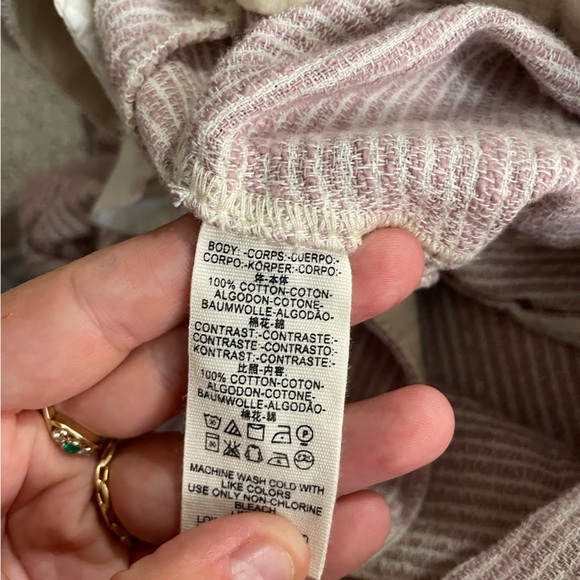 BODY:-CORPS:-CUERPO:-
CORPO:-KÖRPER:-CORPO:-
体·本体
100% COTTON-COTON-
ALGODON-COTONE-
BAUMWOLLE-ALGODÃO-
棉花-綿
CONTRAST:-CONTRASTE:-
CONTRASTE:-CONTRASTO:-
KONTRAST:-CONTRASTE:-
比照·内容
100% COTTON-COTON-
ALGODON-COTONE-
BAUMWOLLE-ALGODÃO-
棉花-綿
MACHINE WASH COLD WITH
LIKE COLORS
USE ONLY NON-CHLORINE
BLEACH